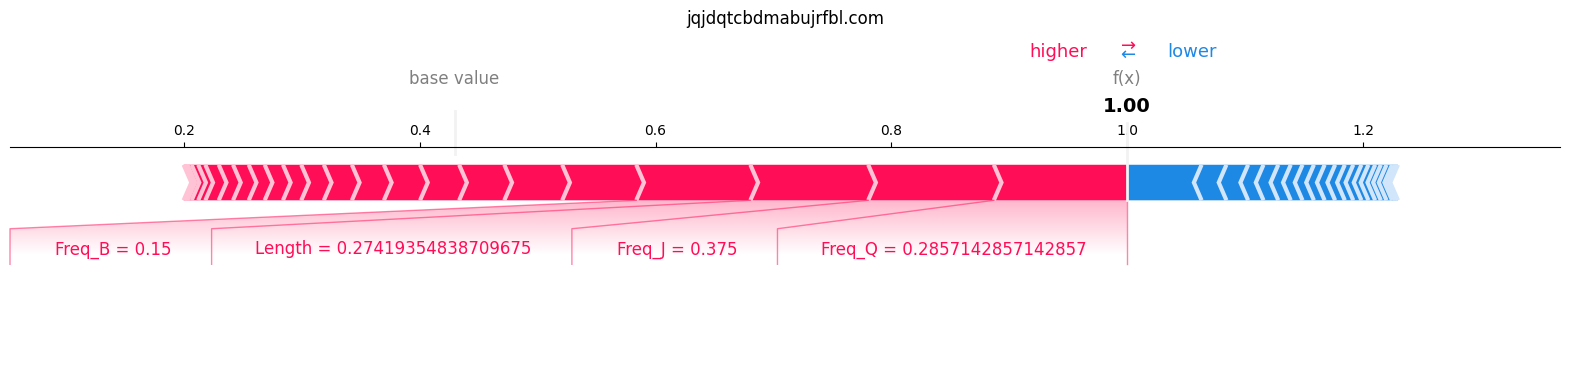 jqjdqtcbdmabujrfbl.com
higher ⇄ lower
base value f(x)
1.00
0.2 0.4 0.6 0.8 1.0 1.2
Freq_B = 0.15 Length = 0.27419354838709675 Freq_J = 0.375 Freq_Q = 0.2857142857142857